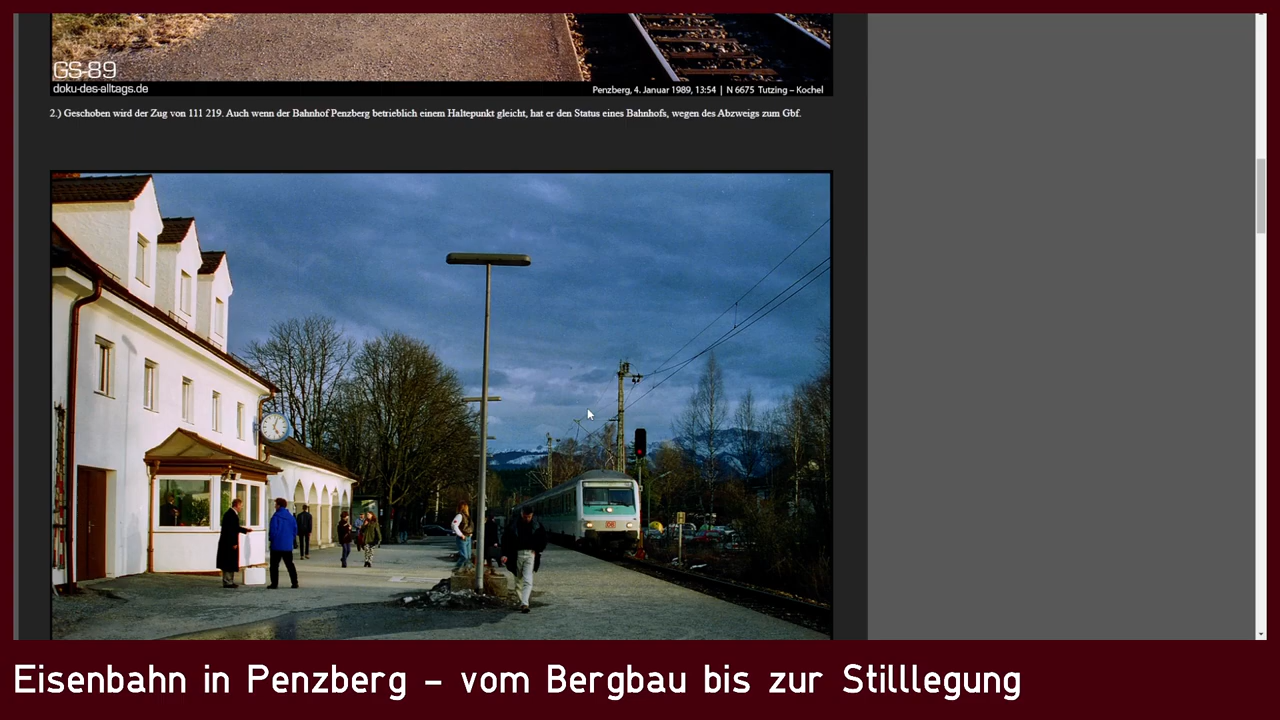 GS-89
doku-des-alltags.de
Penzberg, 4. Januar 1989, 13:54 | N 6675 Tutzing – Kochel
2.) Geschoben wird der Zug von 111 219. Auch wenn der Bahnhof Penzberg betrieblich einem Haltepunkt gleicht, hat er den Status eines Bahnhofs, wegen des Abzweigs zum Gbf.
DB
Eisenbahn in Penzberg – vom Bergbau bis zur Stilllegung